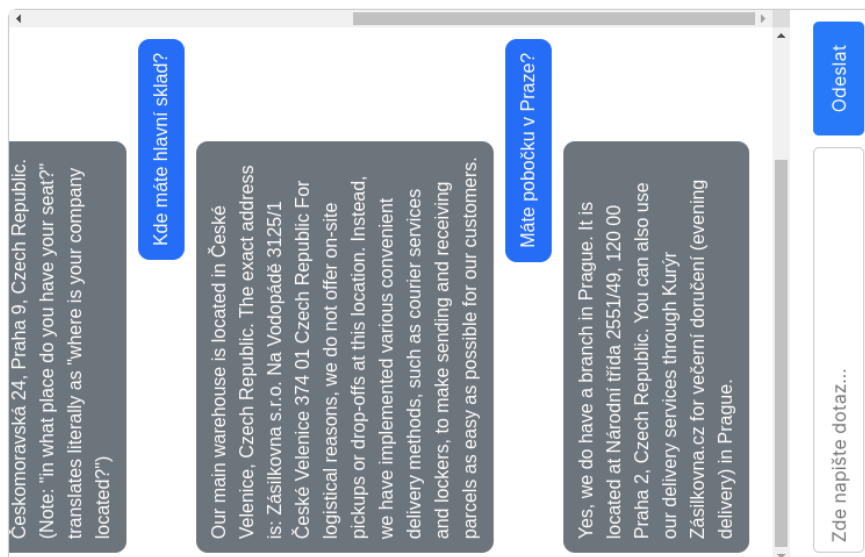 Českomoravská 24, Praha 9, Czech Republic.
(Note: "in what place do you have your seat?"
translates literally as "where is your company
located?")
Kde máte hlavní sklad?
Our main warehouse is located in České
Velenice, Czech Republic. The exact address
is: Zásilkovna s.r.o. Na Vodopádě 3125/1
České Velenice 374 01 Czech Republic For
logistical reasons, we do not offer on-site
pickups or drop-offs at this location. Instead,
we have implemented various convenient
delivery methods, such as courier services
and lockers, to make sending and receiving
parcels as easy as possible for our customers.
Máte pobočku v Praze?
Yes, we do have a branch in Prague. It is
located at Národní třída 2551/49, 120 00
Praha 2, Czech Republic. You can also use
our delivery services through Kurýr
Zásilkovna.cz for večerní doručení (evening
delivery) in Prague.
Zde napište dotaz...
Odeslat